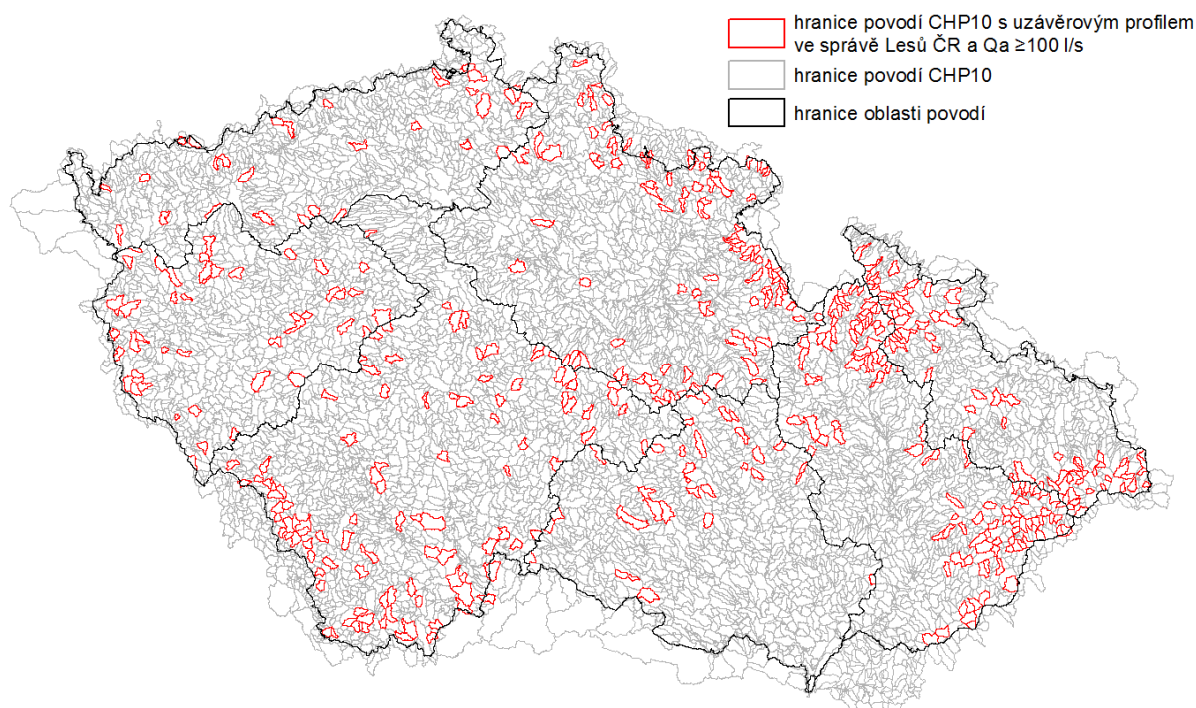 hranice povodí CHP10 s uzávěrovým profilem
ve správě Lesů ČR a Qa ≥100 l/s
hranice povodí CHP10
hranice oblasti povodí